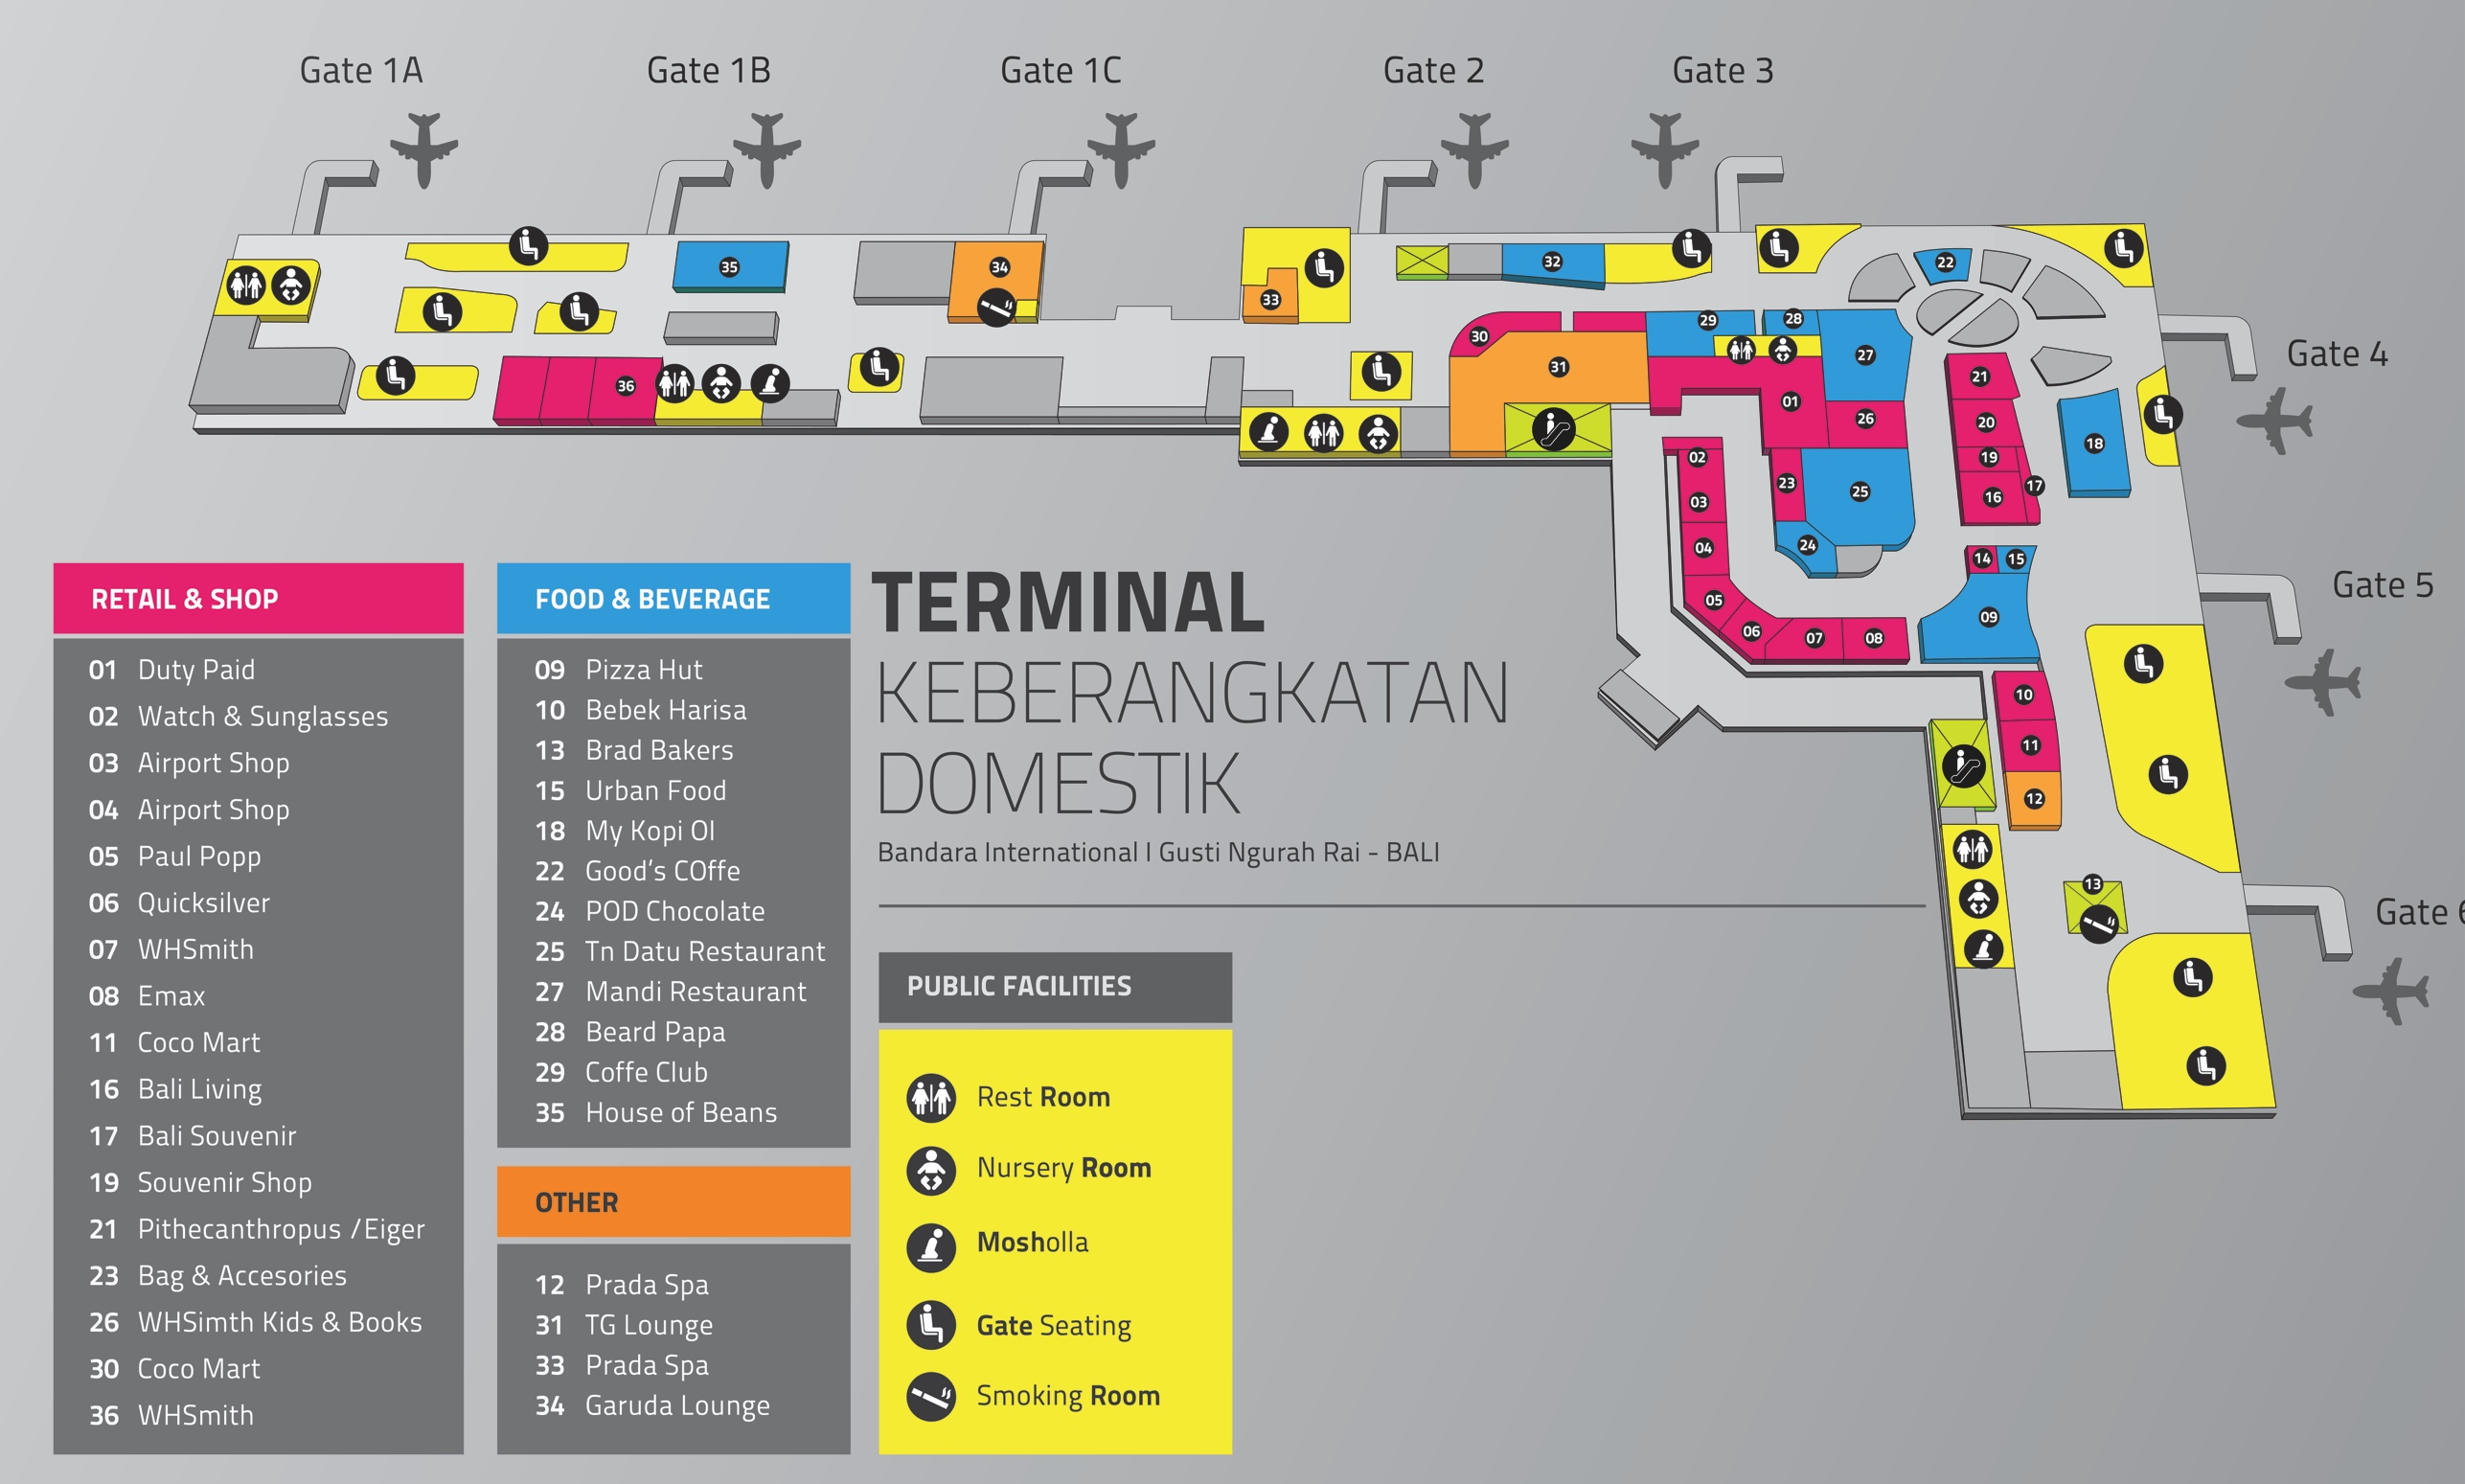 Gate 1A
Gate 1B
Gate 1C
Gate 2
Gate 3
35
34
33
32
22
30
31
29
28
27
01
26
21
20
19
16
17
18
Gate 4
36
02
03
04
05
06
07
08
23
25
24
14
15
09
Gate 5
10
11
12
13
Gate 6
RETAIL & SHOP
01 Duty Paid
02 Watch & Sunglasses
03 Airport Shop
04 Airport Shop
05 Paul Popp
06 Quicksilver
07 WHSmith
08 Emax
11 Coco Mart
16 Bali Living
17 Bali Souvenir
19 Souvenir Shop
21 Pithecanthropus /Eiger
23 Bag & Accesories
26 WHSimth Kids & Books
30 Coco Mart
36 WHSmith
FOOD & BEVERAGE
09 Pizza Hut
10 Bebek Harisa
13 Brad Bakers
15 Urban Food
18 My Kopi OI
22 Good's COffe
24 POD Chocolate
25 Tn Datu Restaurant
27 Mandi Restaurant
28 Beard Papa
29 Coffe Club
35 House of Beans
OTHER
12 Prada Spa
31 TG Lounge
33 Prada Spa
34 Garuda Lounge
TERMINAL
KEBERANGKATAN
DOMESTIK
Bandara International I Gusti Ngurah Rai - BALI
PUBLIC FACILITIES
Rest Room
Nursery Room
Mosholla
Gate Seating
Smoking Room